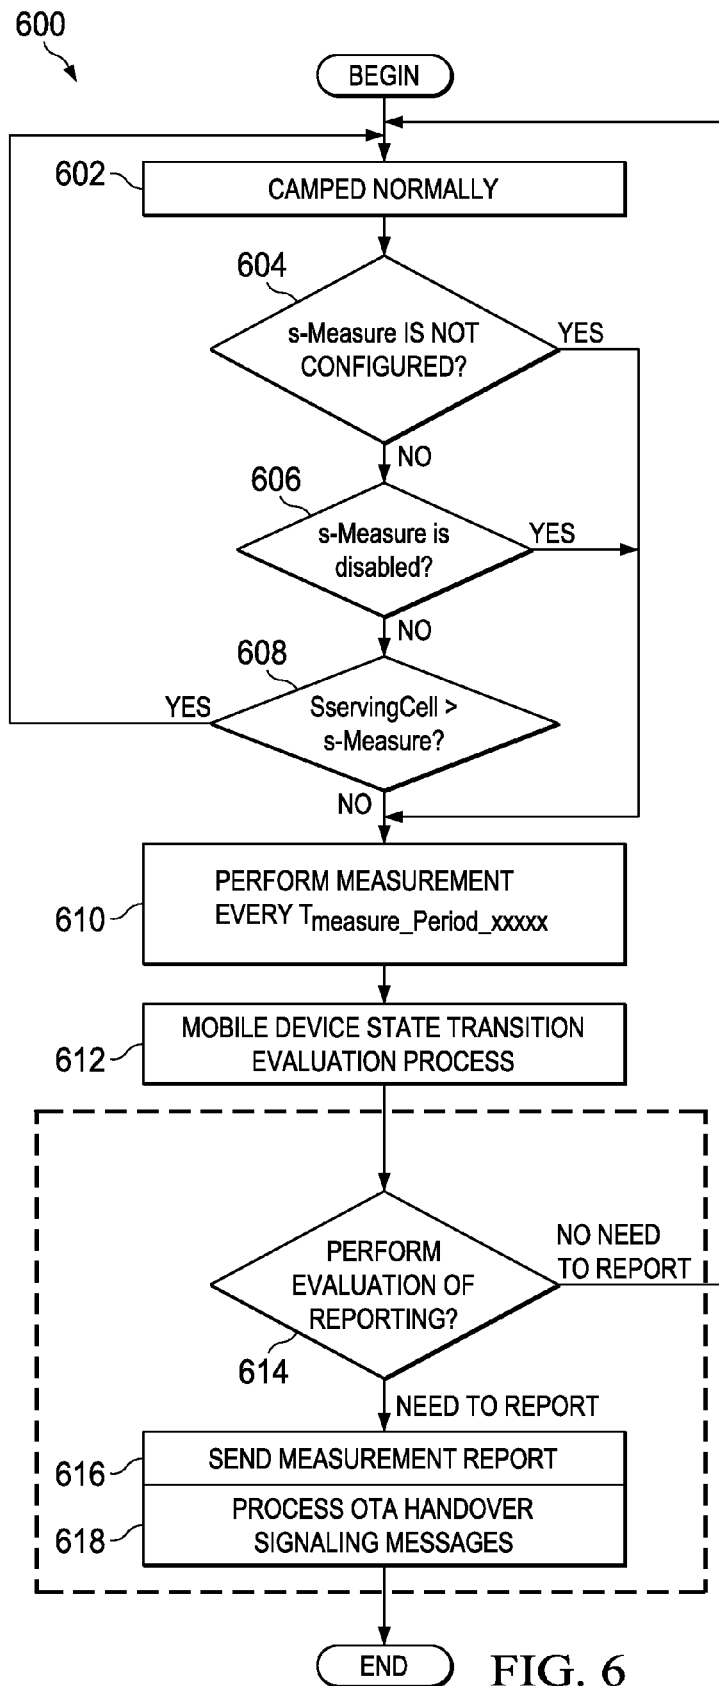 600
BEGIN
602
CAMPED NORMALLY
604
s-Measure IS NOT
CONFIGURED?
YES
NO
606
s-Measure is
disabled?
YES
NO
608
SservingCell >
s-Measure?
YES
NO
610
PERFORM MEASUREMENT
EVERY Tmeasure_Period_xxxxx
612
MOBILE DEVICE STATE TRANSITION
EVALUATION PROCESS
PERFORM
EVALUATION OF
REPORTING?
NO NEED
TO REPORT
614
NEED TO REPORT
616
SEND MEASUREMENT REPORT
618
PROCESS OTA HANDOVER
SIGNALING MESSAGES
END
FIG. 6